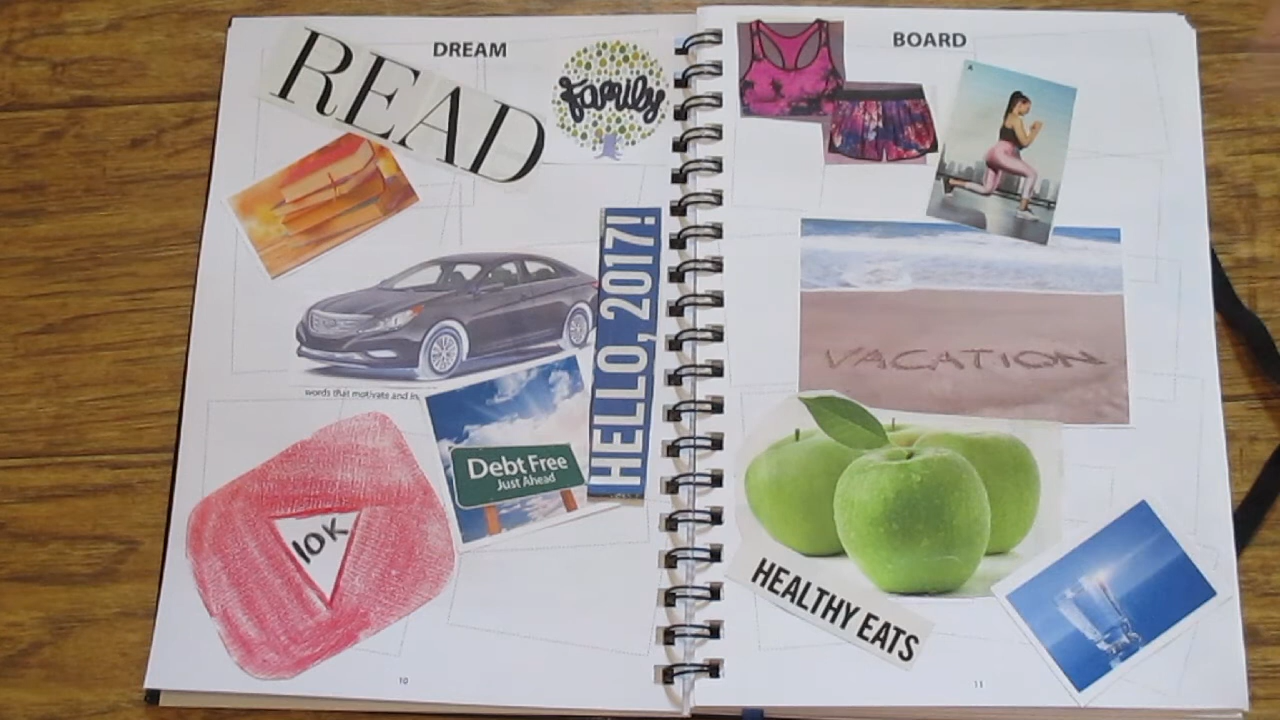 DREAM
READ
family
HELLO, 2017!
words that motivate and in
Debt Free
Just Ahead
10K
10
BOARD
VACATION
HEALTHY EATS
11